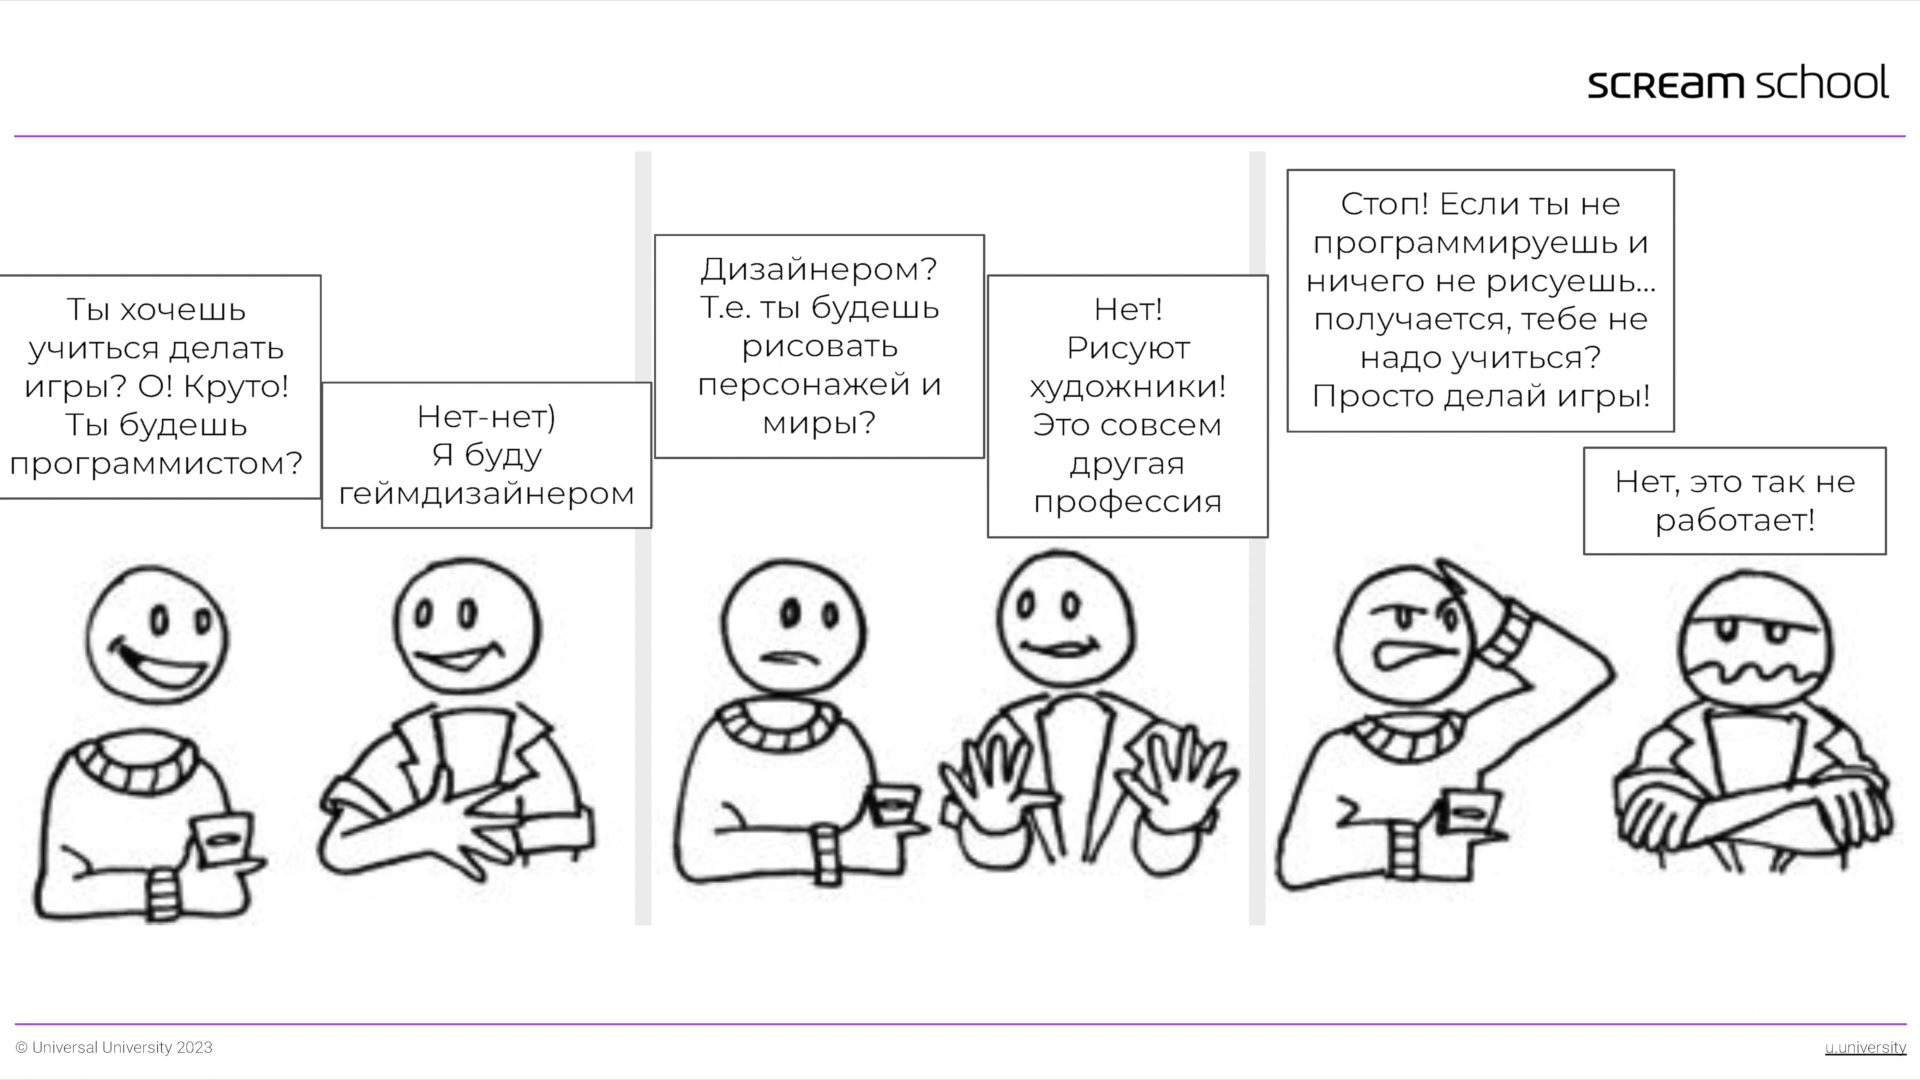 scream school
Ты хочешь
учиться делать
игры? О! Круто!
Ты будешь
программистом?
Нет-нет)
Я буду
геймдизайнером
Дизайнером?
Т.е. ты будешь
рисовать
персонажей и
миры?
Нет!
Рисуют
художники!
Это совсем
другая
профессия
Стоп! Если ты не
программируешь и
ничего не рисуешь...
получается, тебе не
надо учиться?
Просто делай игры!
Нет, это так не
работает!
© Universal University 2023
u.university